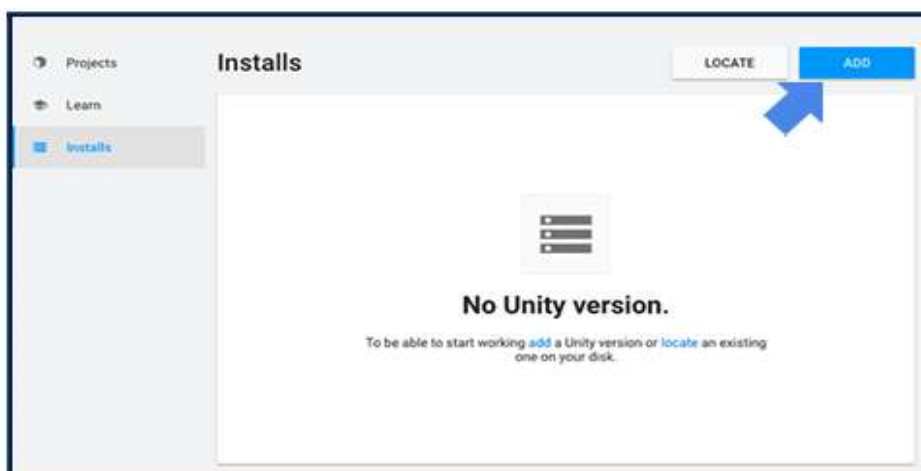 Projects
Learn
Installs
Installs
LOCATE
ADD
No Unity version.
To be able to start working add a Unity version or locate an existing
one on your disk.